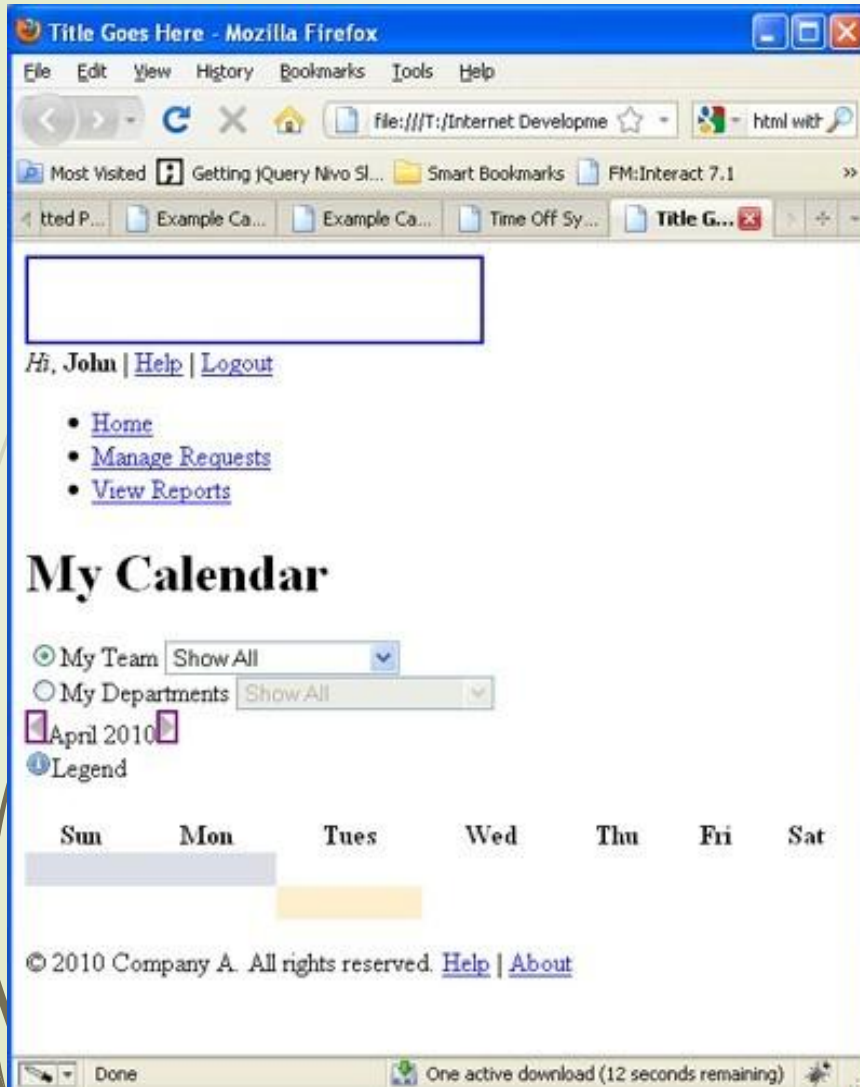 Title Goes Here - Mozilla Firefox
File Edit View History Bookmarks Tools Help
file:///T:/Internet Developme html with
Most Visited Getting jQuery Nivo Sl... Smart Bookmarks FM:Interact 7.1 »
tted P... Example Ca... Example Ca... Time Off Sy... Title G...
Hi, John | Help | Logout
• Home
• Manage Requests
• View Reports
My Calendar
My Team Show All
My Departments Show All
April 2010
Legend
Sun Mon Tues Wed Thu Fri Sat
© 2010 Company A. All rights reserved. Help | About
Done One active download (12 seconds remaining)